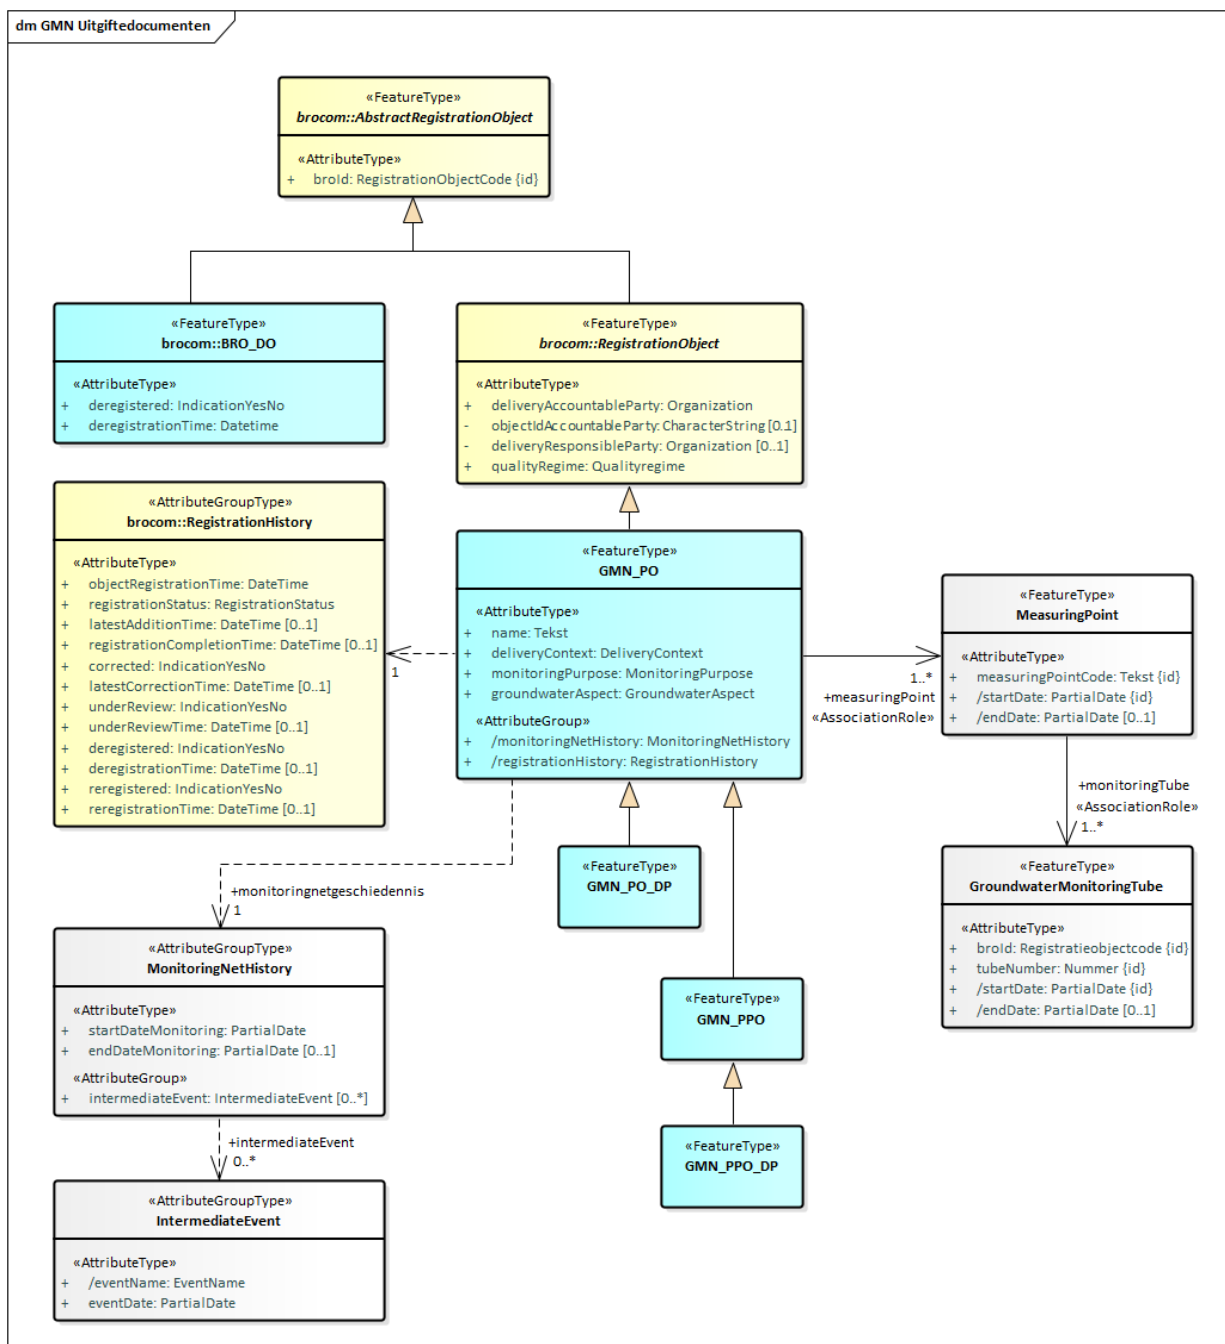 dm GMN Uitgiftedocumenten
«FeatureType»
brocom::AbstractRegistrationObject
«AttributeType»
+ broId: RegistrationObjectCode {id}
«FeatureType»
brocom::BRO_DO
«AttributeType»
+ deregistered: IndicationYesNo
+ deregistrationTime: Datetime
«FeatureType»
brocom::RegistrationObject
«AttributeType»
+ deliveryAccountableParty: Organization
- objectIdAccountableParty: CharacterString [0.1]
- deliveryResponsibleParty: Organization [0..1]
+ qualityRegime: Qualityregime
«AttributeGroupType»
brocom::RegistrationHistory
«AttributeType»
+ objectRegistrationTime: DateTime
+ registrationStatus: RegistrationStatus
+ latestAdditionTime: DateTime [0..1]
+ registrationCompletionTime: DateTime [0..1]
+ corrected: IndicationYesNo
+ latestCorrectionTime: DateTime [0..1]
+ underReview: IndicationYesNo
+ underReviewTime: DateTime [0..1]
+ deregistered: IndicationYesNo
+ deregistrationTime: DateTime [0..1]
+ reregistered: IndicationYesNo
+ reregistrationTime: DateTime [0..1]
1
«FeatureType»
GMN_PO
«AttributeType»
+ name: Tekst
+ deliveryContext: DeliveryContext
+ monitoringPurpose: MonitoringPurpose
+ groundwaterAspect: GroundwaterAspect
«AttributeGroup»
+ /monitoringNetHistory: MonitoringNetHistory
+ /registrationHistory: RegistrationHistory
1..*
+measuringPoint
«AssociationRole»
«FeatureType»
MeasuringPoint
«AttributeType»
+ measuringPointCode: Tekst {id}
+ /startDate: PartialDate {id}
+ /endDate: PartialDate [0..1]
+monitoringTube
«AssociationRole»
1..*
«FeatureType»
GroundwaterMonitoringTube
«AttributeType»
+ broId: Registratieobjectcode {id}
+ tubeNumber: Nummer {id}
+ /startDate: PartialDate {id}
+ /endDate: PartialDate [0..1]
«FeatureType»
GMN_PO_DP
+monitoringnetgeschiedennis
1
«AttributeGroupType»
MonitoringNetHistory
«AttributeType»
+ startDateMonitoring: PartialDate
+ endDateMonitoring: PartialDate [0..1]
«AttributeGroup»
+ intermediateEvent: IntermediateEvent [0..*]
«FeatureType»
GMN_PPO
«FeatureType»
GMN_PPO_DP
+intermediateEvent
0..*
«AttributeGroupType»
IntermediateEvent
«AttributeType»
+ /eventName: EventName
+ eventDate: PartialDate